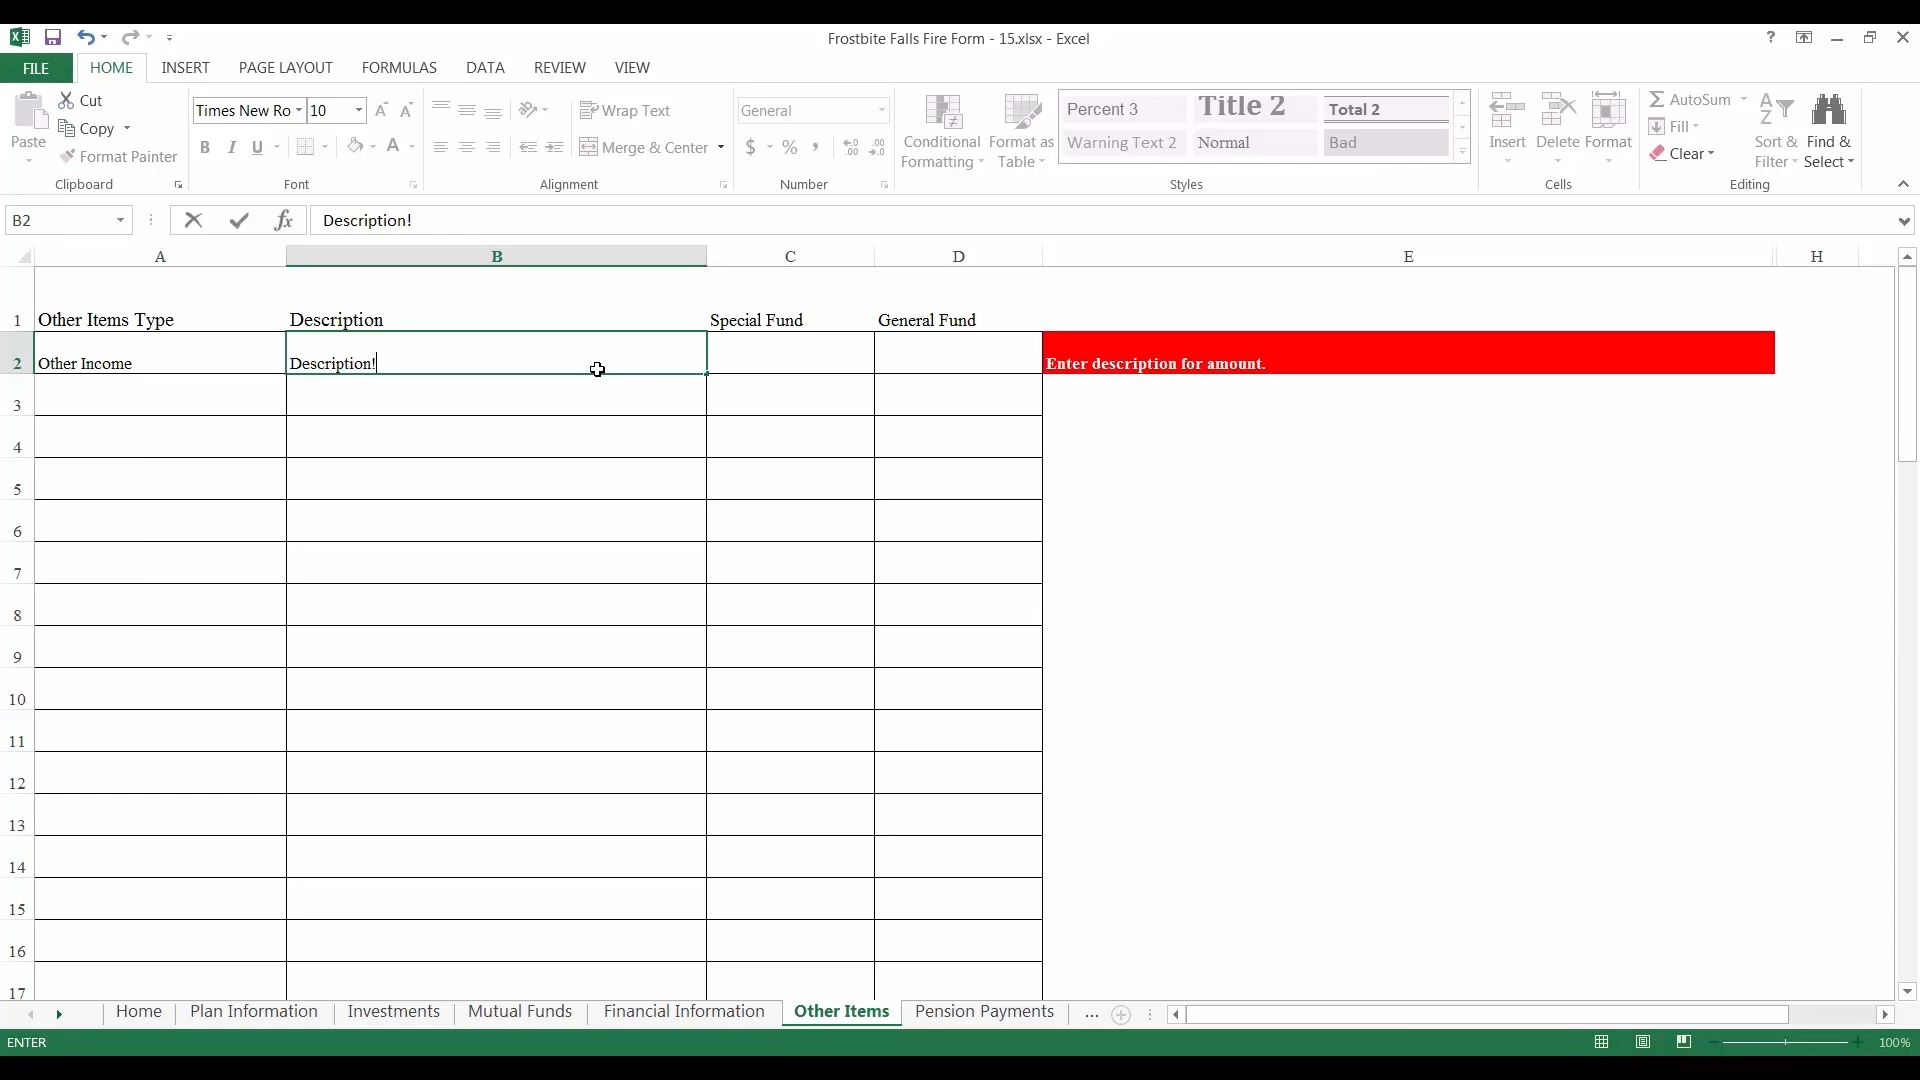 Frostbite Falls Fire Form - 15.xlsx - Excel
FILE HOME INSERT PAGE LAYOUT FORMULAS DATA REVIEW VIEW
Paste
Cut
Copy
Format Painter
Clipboard
Times New Ro 10
B I U
Font
Wrap Text
Merge & Center
Alignment
General
$ % ,
Number
Conditional Formatting
Format as Table
Percent 3 Title 2 Total 2
Warning Text 2 Normal Bad
Styles
Insert Delete Format
Cells
AutoSum
Fill
Clear
Sort & Filter
Find & Select
Editing
B2 fx Description!
A B C D E H
1 Other Items Type Description Special Fund General Fund
2 Other Income Description! Enter description for amount.
3
4
5
6
7
8
9
10
11
12
13
14
15
16
17
Home Plan Information Investments Mutual Funds Financial Information Other Items Pension Payments ...
ENTER 100%